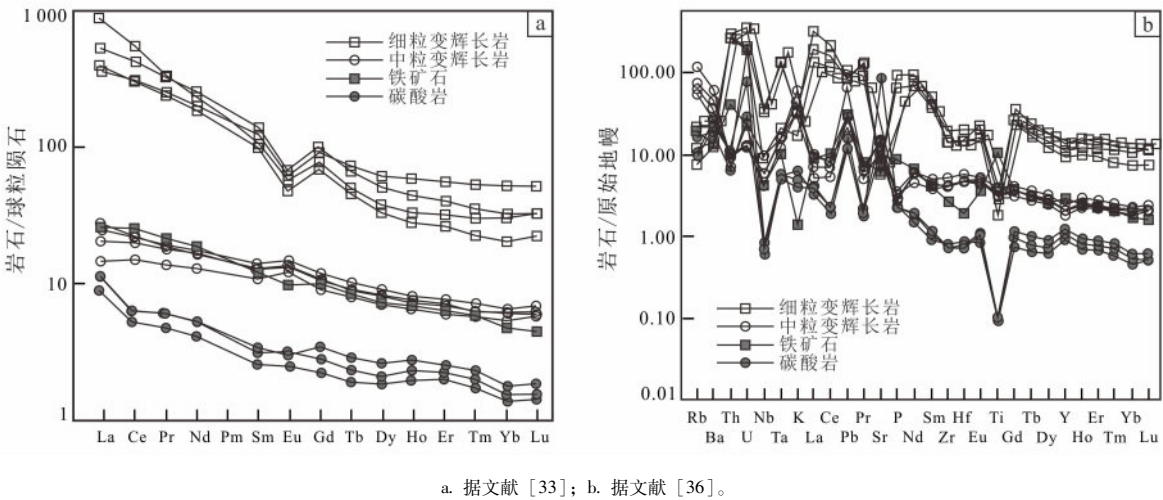 1 000
100
10
1
岩石/球粒陨石
a
细粒变辉长岩
中粒变辉长岩
铁矿石
碳酸岩
La Ce Pr Nd Pm Sm Eu Gd Tb Dy Ho Er Tm Yb Lu
100.00
10.00
1.00
0.10
0.01
岩石/原始地幔
b
细粒变辉长岩
中粒变辉长岩
铁矿石
碳酸岩
Rb Th Nb K Ce Pr P Sm Hf Ti Tb Y Er Yb
Ba U Ta La Pb Sr Nd Zr Eu Gd Dy Ho Tm Lu
a. 据文献 [33]; b. 据文献 [36]。